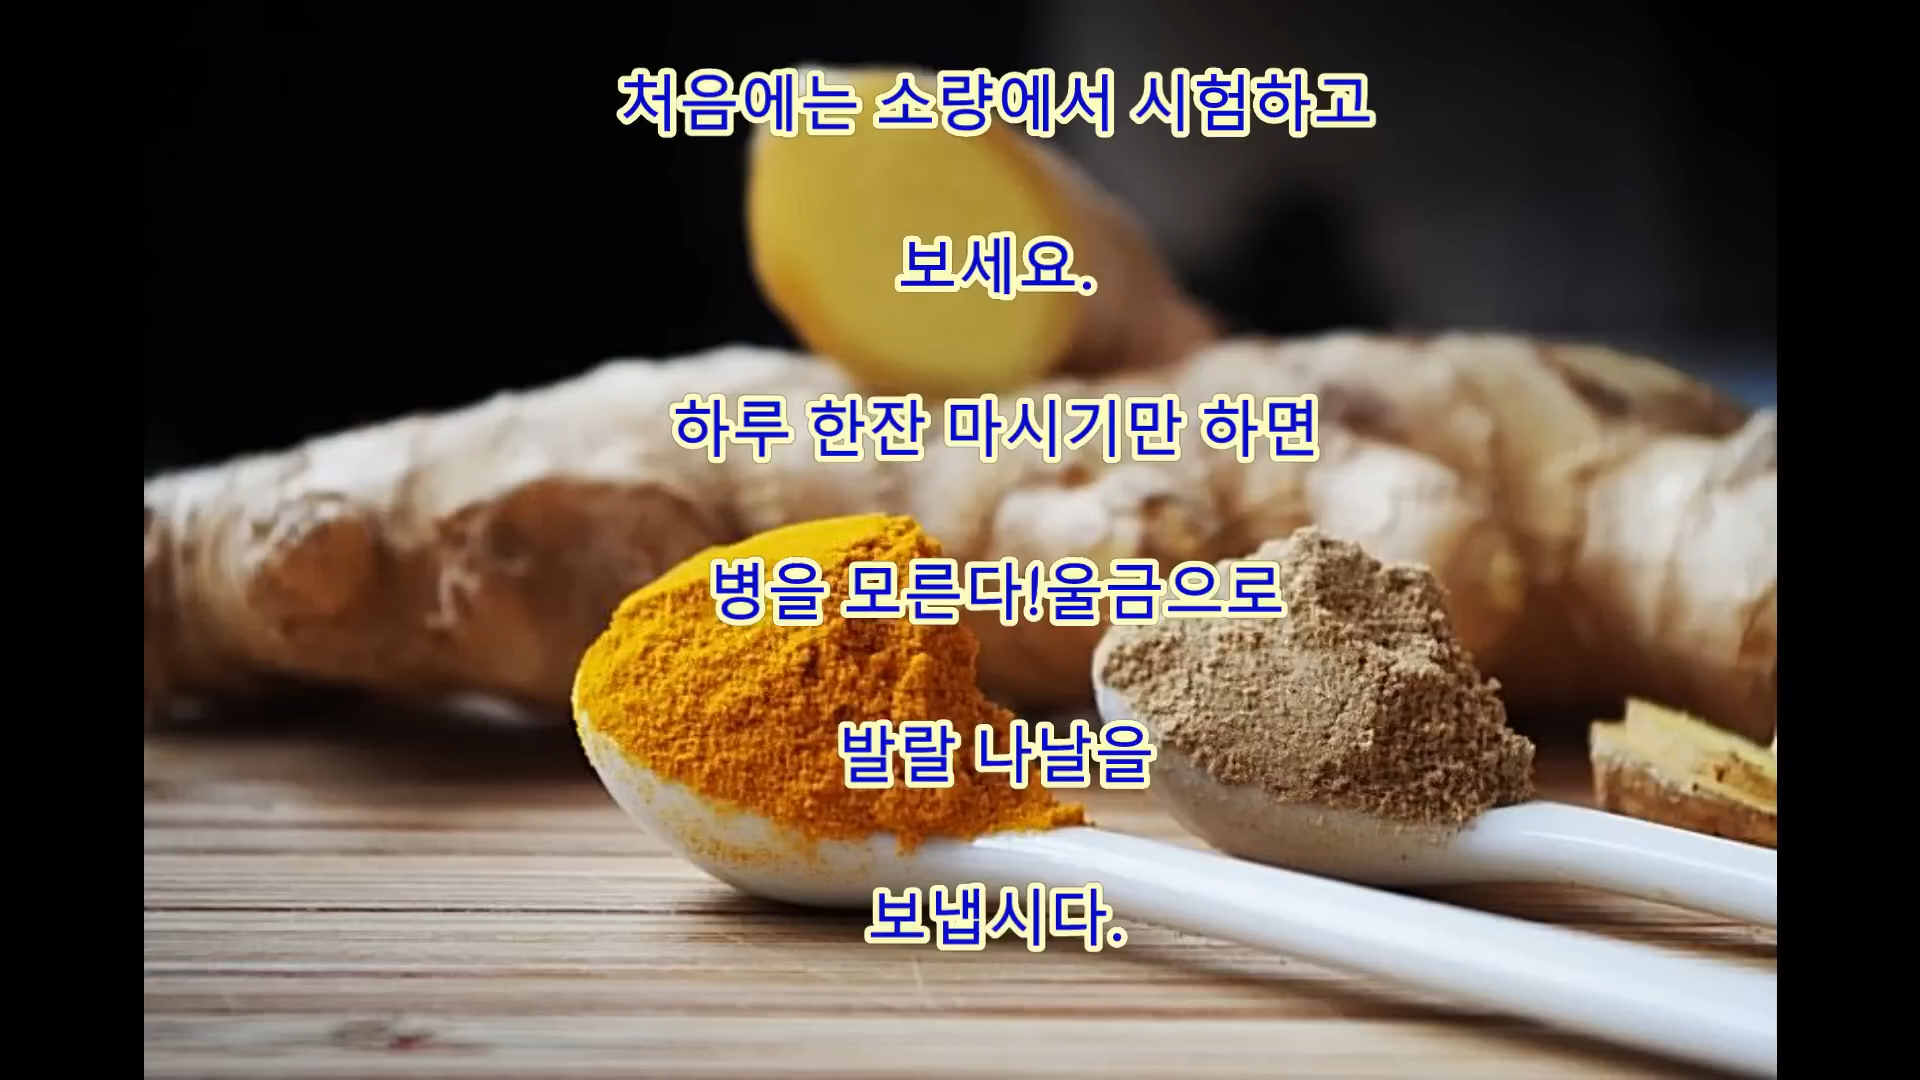 처음에는 소량에서 시험하고
보세요.
하루 한잔 마시기만 하면
병을 모른다!울금으로
발랄 나날을
보냅시다.